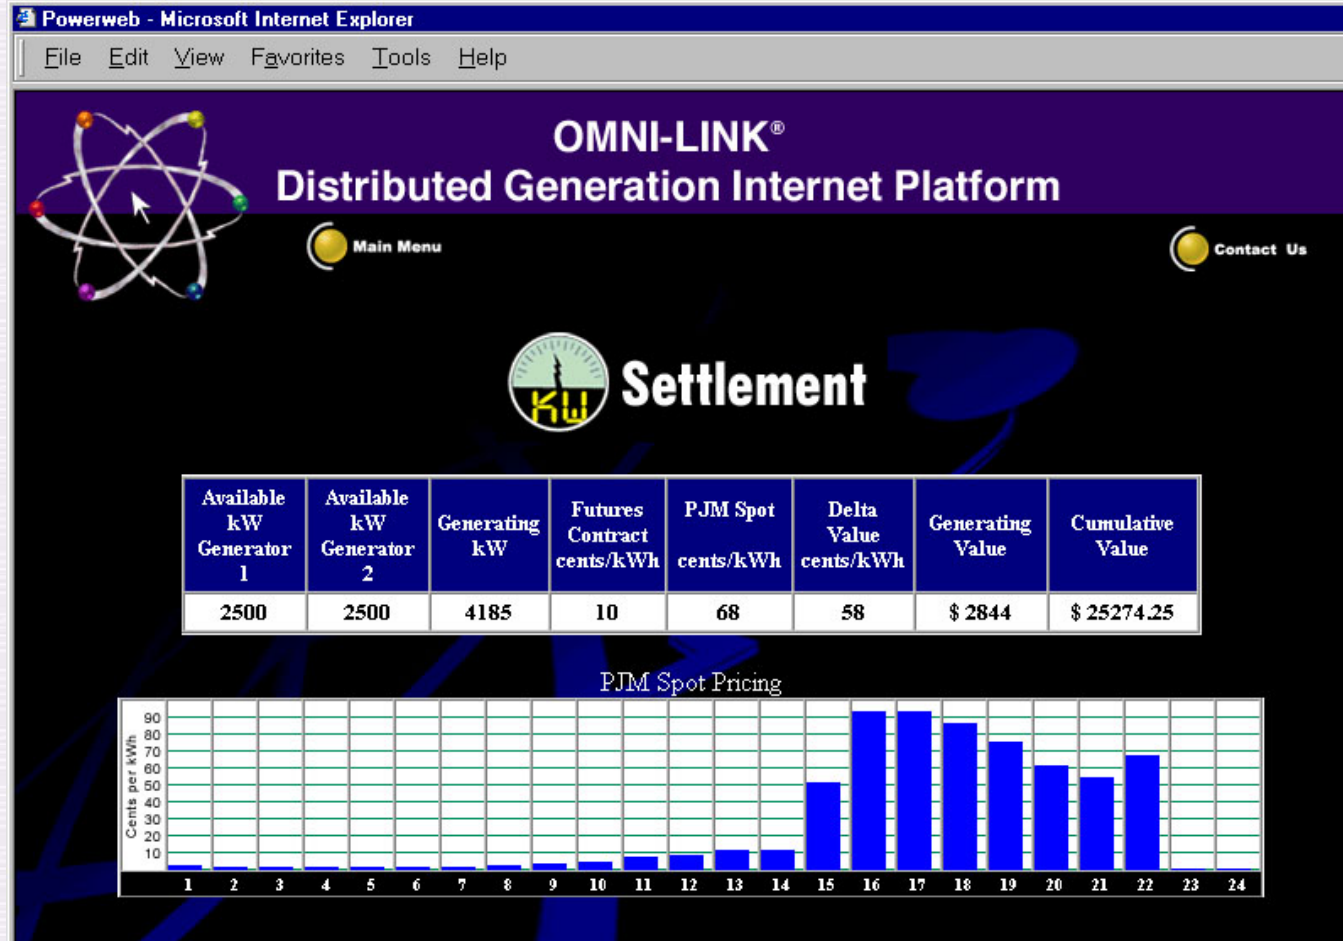 Powerweb - Microsoft Internet Explorer
File Edit View Favorites Tools Help
OMNI-LINK®
Distributed Generation Internet Platform
Main Menu
Contact Us
KW
Settlement
Available kW Generator 1
Available kW Generator 2
Generating kW
Futures Contract cents/kWh
PJM Spot cents/kWh
Delta Value cents/kWh
Generating Value
Cumulative Value
2500 2500 4185 10 68 58 $ 2844 $ 25274.25
PJM Spot Pricing
Cents per kWh
90
80
70
60
50
40
30
20
10
1 2 3 4 5 6 7 8 9 10 11 12 13 14 15 16 17 18 19 20 21 22 23 24